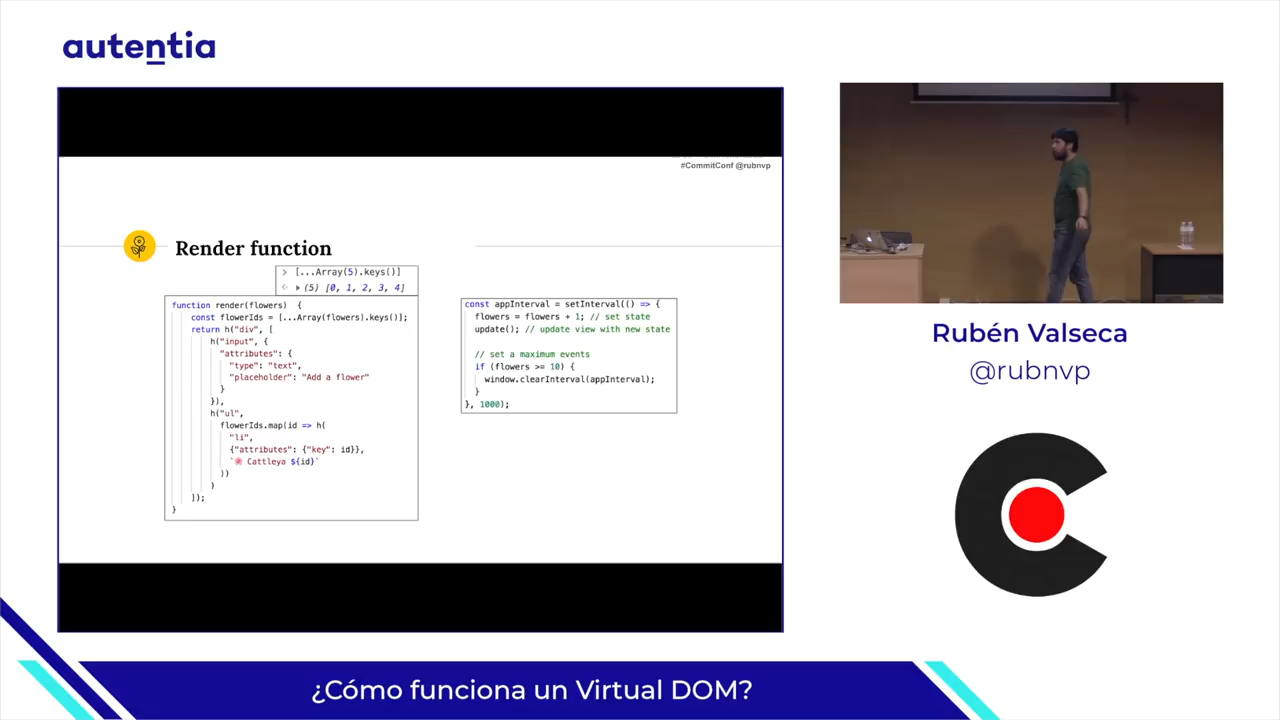 autentia
#CommitConf @rubnvp
Render function
> [...Array(5).keys()]
(5) [0, 1, 2, 3, 4]
function render(flowers) {
const flowerIds = [...Array(flowers).keys()];
return h("div", [
h("input", {
"attributes": {
"type": "text",
"placeholder": "Add a flower"
}
}),
h("ul",
flowerIds.map(id => h(
"li",
{"attributes": {"key": id}},
`🌸 Cattleya ${id}`
))
)
]);
}
const appInterval = setInterval(() => {
flowers = flowers + 1; // set state
update(); // update view with new state
// set a maximum events
if (flowers >= 10) {
window.clearInterval(appInterval);
}
}, 1000);
Rubén Valseca
@rubnvp
¿Cómo funciona un Virtual DOM?